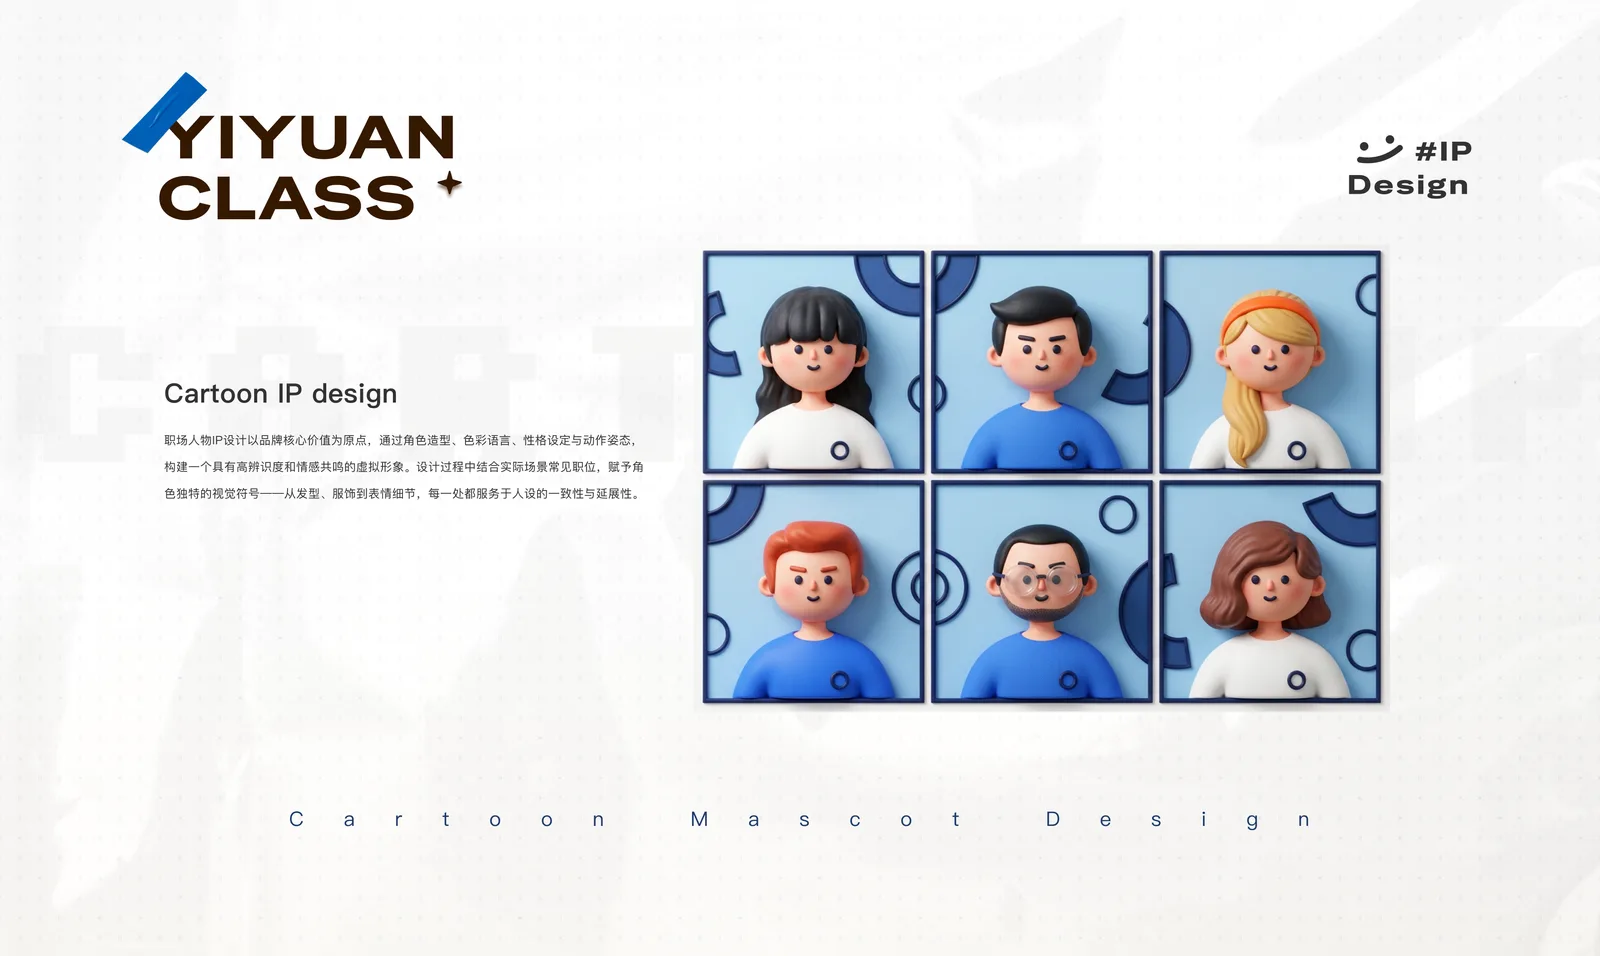 YIYUAN
CLASS
#IP
Design
Cartoon IP design
职场人物IP设计以品牌核心价值为原点，通过角色造型、色彩语言、性格设定与动作姿态，
构建一个具有高辨识度和情感共鸣的虚拟形象。设计过程中结合实际场景常见职位，赋予角
色独特的视觉符号——从发型、服饰到表情细节，每一处都服务于人设的一致性与延展性。
Cartoon Mascot Design